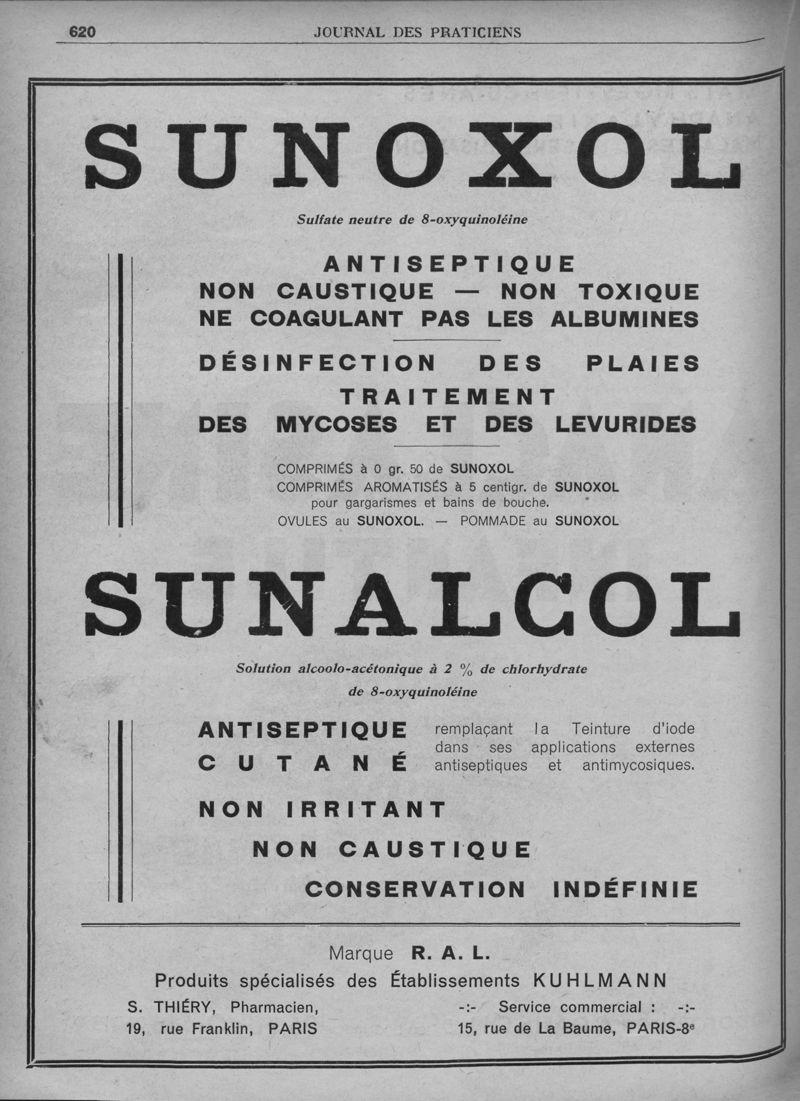 620
JOURNAL DES PRATICIENS
SUNOXOL
Sulfate neutre de 8-oxyquinoléine
ANTISEPTIQUE
NON CAUSTIQUE — NON TOXIQUE
NE COAGULANT PAS LES ALBUMINES
DÉSINFECTION DES PLAIES
TRAITEMENT
DES MYCOSES ET DES LEVURIDES
COMPRIMÉS à 0 gr. 50 de SUNOXOL
COMPRIMÉS AROMATISÉS à 5 centigr. de SUNOXOL
pour gargarismes et bains de bouche.
OVULES au SUNOXOL. — POMMADE au SUNOXOL
SUNALCOL
Solution alcoolo-acétonique à 2 % de chlorhydrate
de 8-oxyquinoléine
ANTISEPTIQUE
CUTANÉ
remplaçant la Teinture d'iode
dans ses applications externes
antiseptiques et antimycosiques.
NON IRRITANT
NON CAUSTIQUE
CONSERVATION INDÉFINIE
Marque R. A. L.
Produits spécialisés des Établissements KUHLMANN
S. THIÉRY, Pharmacien,
19, rue Franklin, PARIS
-:- Service commercial : -:-
15, rue de La Baume, PARIS-8e